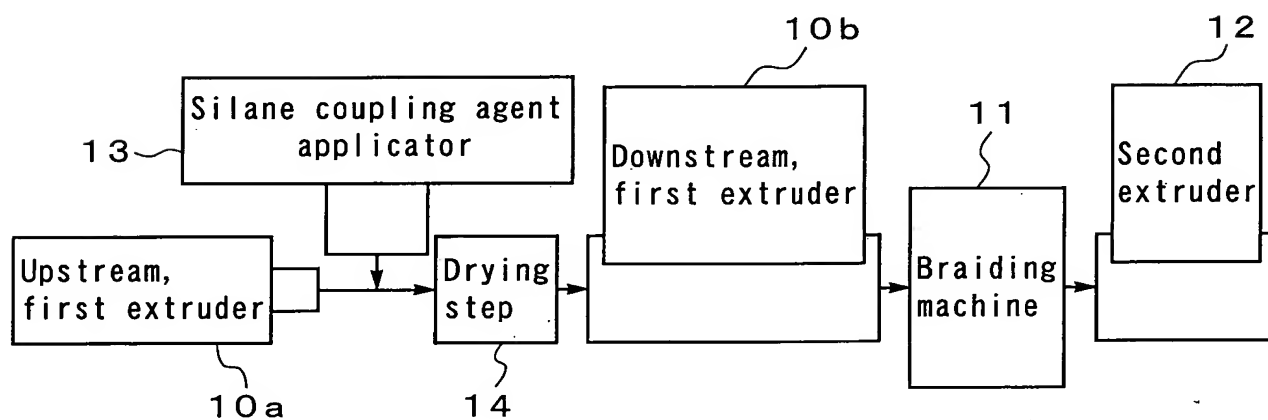 10b
12
Silane coupling agent
applicator
13
11
Downstream,
first extruder
Second
extruder
Upstream,
first extruder
Drying
step
Braiding
machine
10a
14